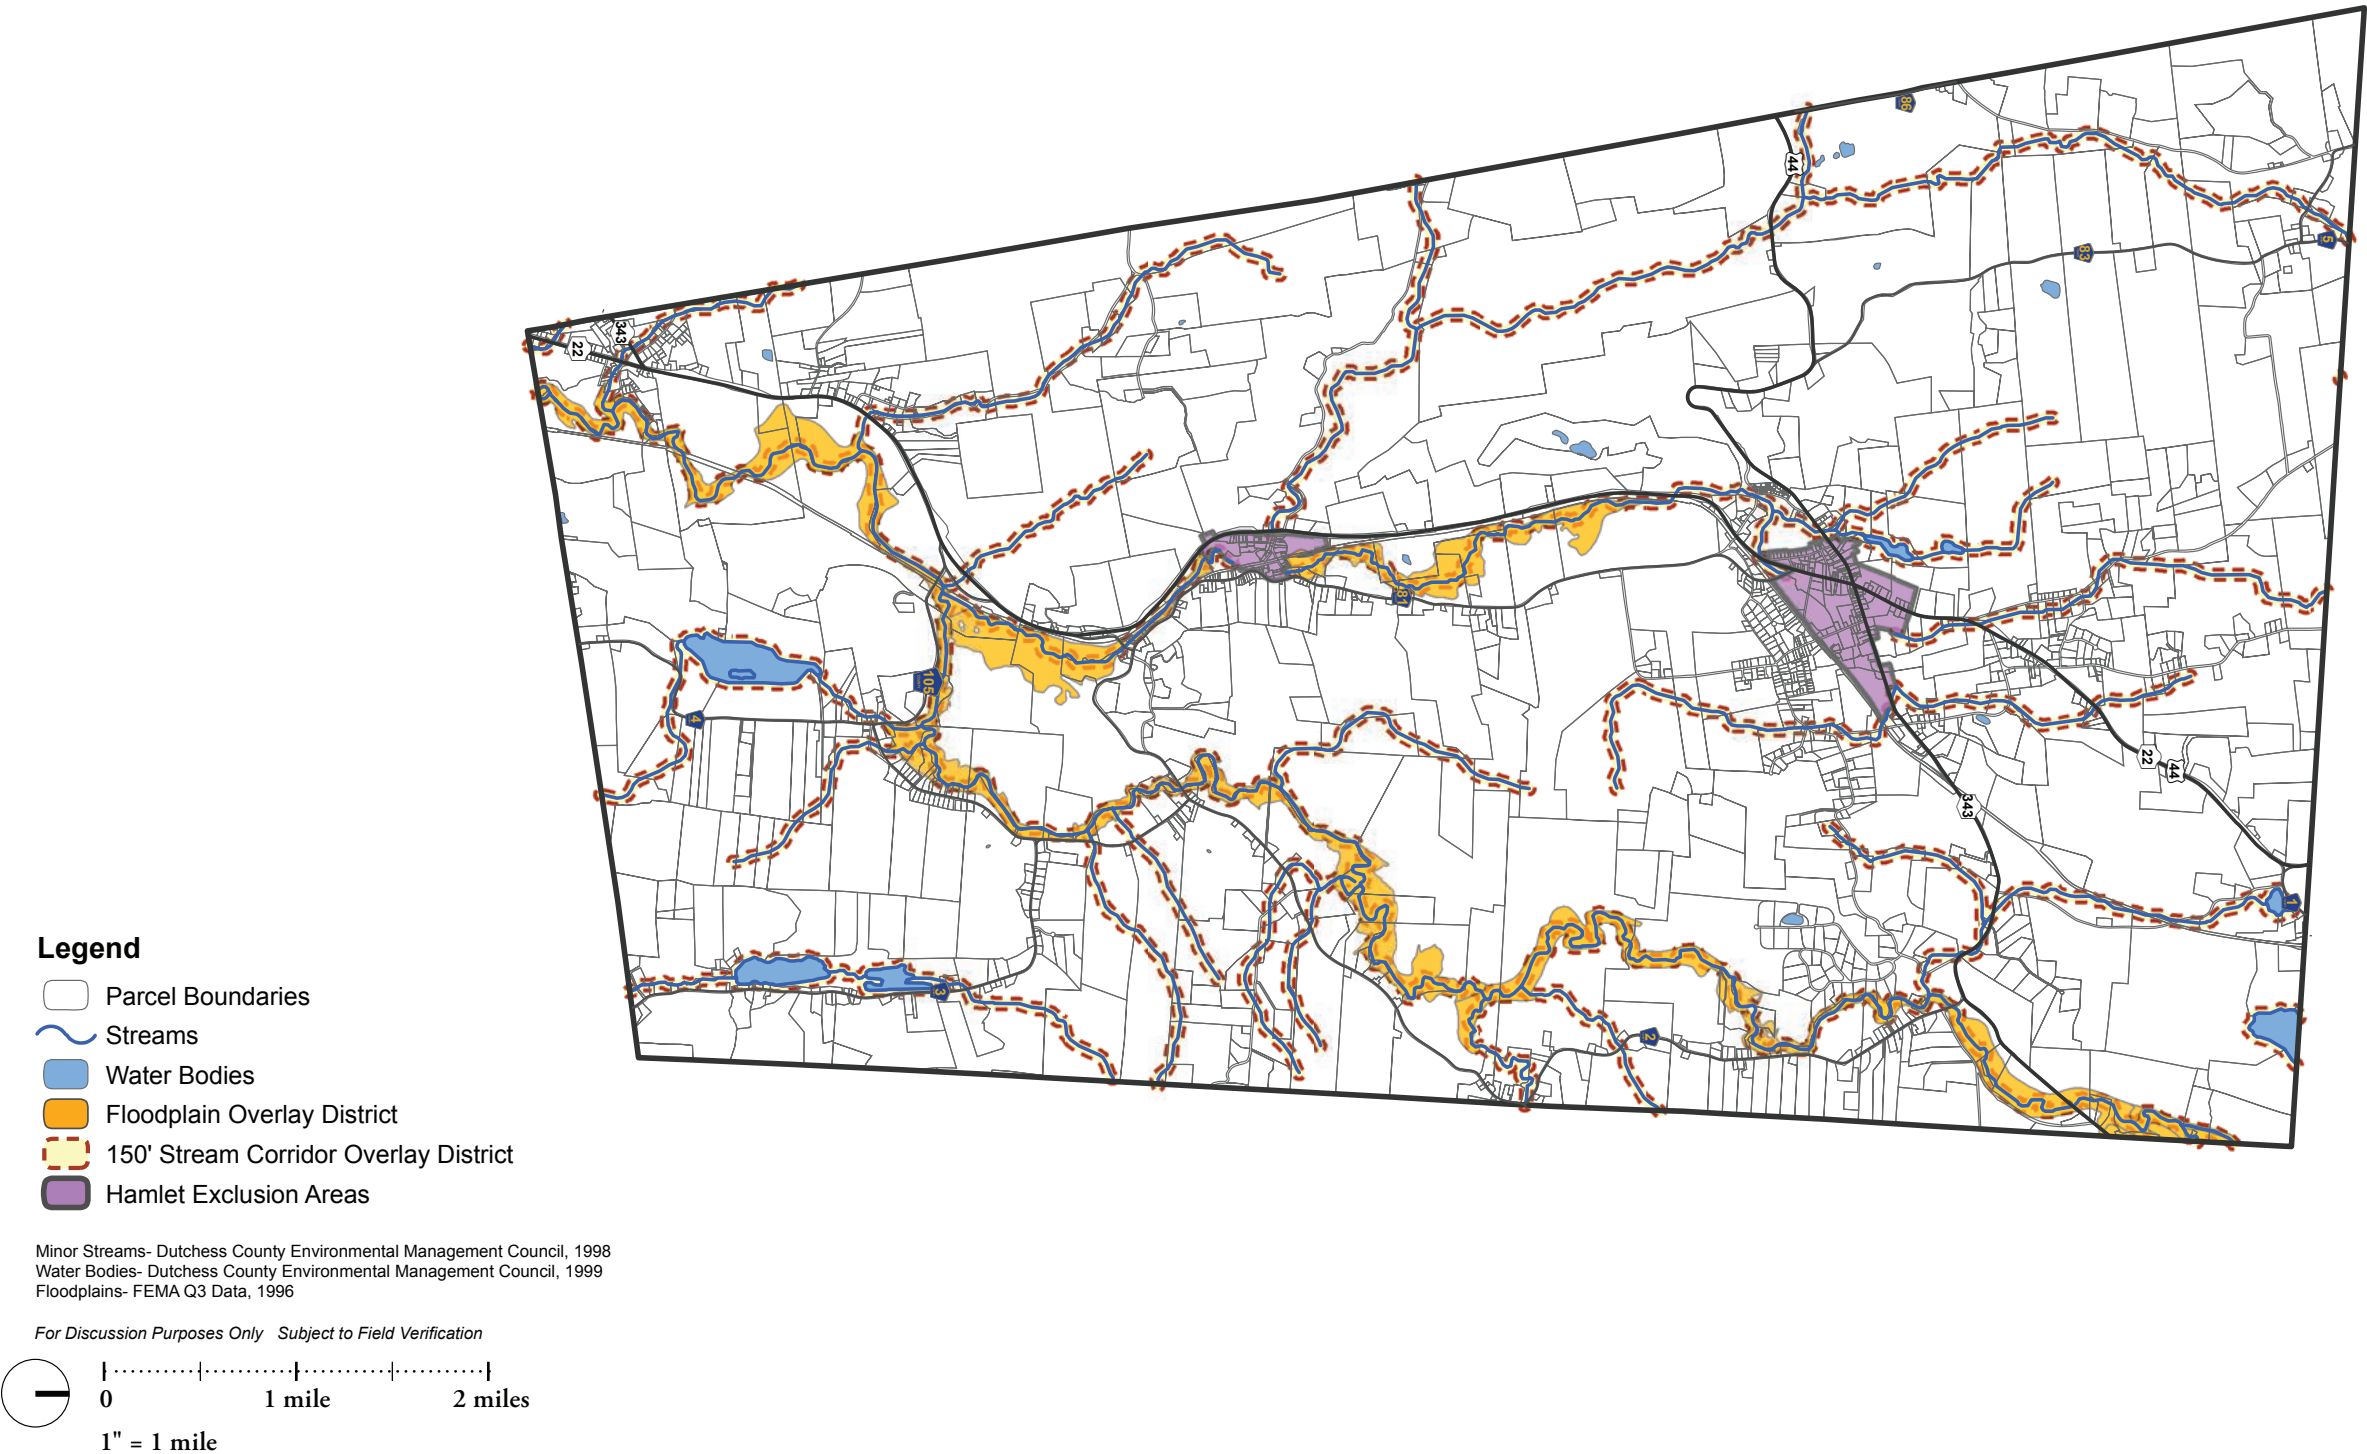 86
44
5
83
343
22
81
105
4
22
44
343
1
3
2
Legend
Parcel Boundaries
Streams
Water Bodies
Floodplain Overlay District
150' Stream Corridor Overlay District
Hamlet Exclusion Areas
Minor Streams- Dutchess County Environmental Management Council, 1998
Water Bodies- Dutchess County Environmental Management Council, 1999
Floodplains- FEMA Q3 Data, 1996
For Discussion Purposes Only Subject to Field Verification
0 1 mile 2 miles
1" = 1 mile